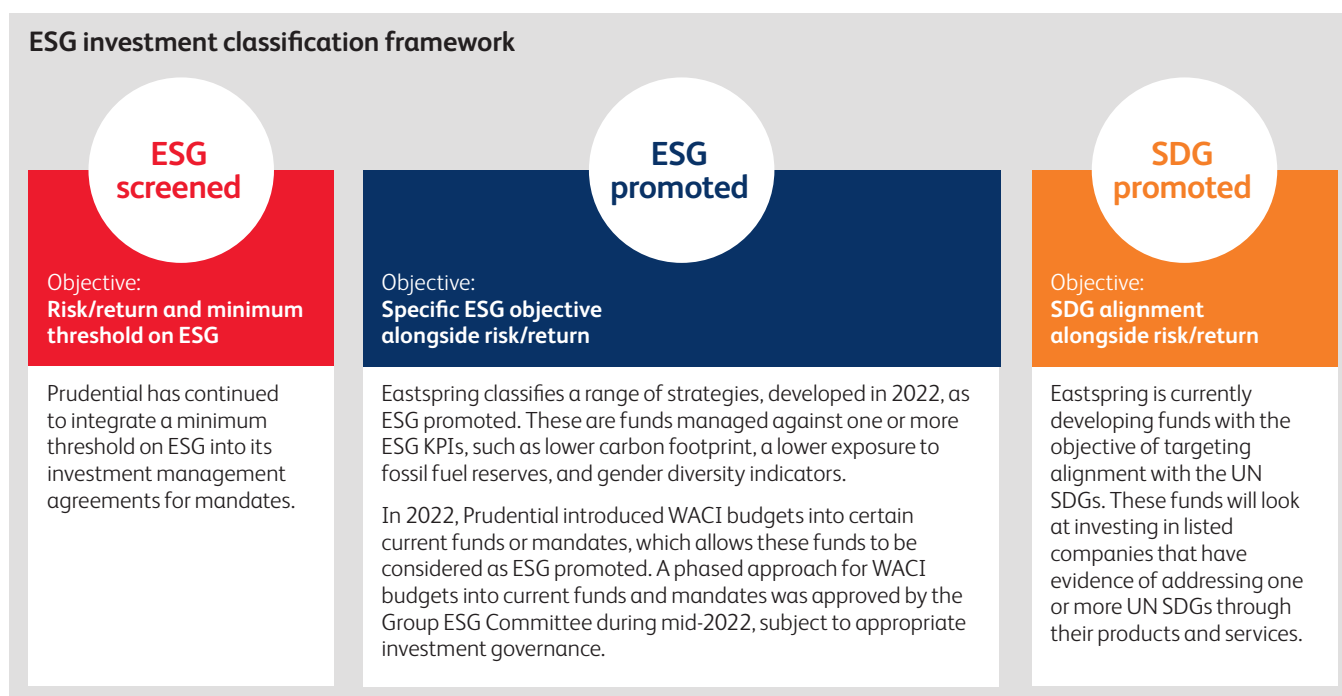 ESG investment classification framework
ESG
screened
Objective:
Risk/return and minimum
threshold on ESG
Prudential has continued
to integrate a minimum
threshold on ESG into its
investment management
agreements for mandates.
ESG
promoted
Objective:
Specific ESG objective
alongside risk/return
Eastspring classifies a range of strategies, developed in 2022, as
ESG promoted. These are funds managed against one or more
ESG KPIs, such as lower carbon footprint, a lower exposure to
fossil fuel reserves, and gender diversity indicators.
In 2022, Prudential introduced WACI budgets into certain
current funds or mandates, which allows these funds to be
considered as ESG promoted. A phased approach for WACI
budgets into current funds and mandates was approved by the
Group ESG Committee during mid-2022, subject to appropriate
investment governance.
SDG
promoted
Objective:
SDG alignment
alongside risk/return
Eastspring is currently
developing funds with the
objective of targeting
alignment with the UN
SDGs. These funds will look
at investing in listed
companies that have
evidence of addressing one
or more UN SDGs through
their products and services.